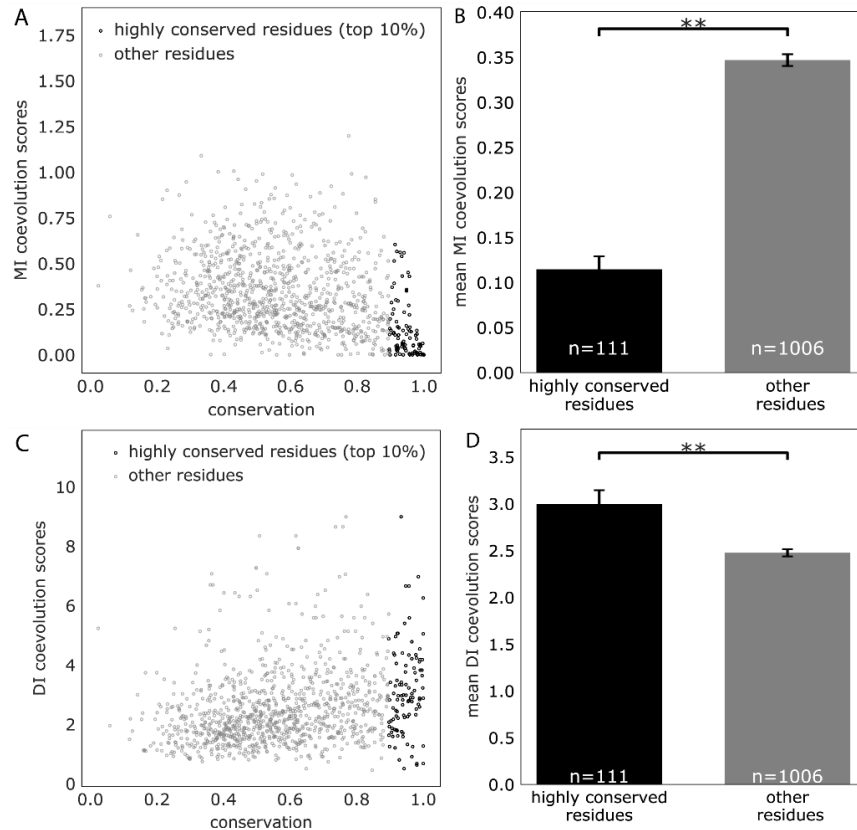 A
highly conserved residues (top 10%)
other residues
1.75
1.50
1.25
1.00
0.75
0.50
0.25
0.00
MI coevolution scores
0.0 0.2 0.4 0.6 0.8 1.0
conservation
B
**
0.40
0.35
0.30
0.25
0.20
0.15
0.10
0.05
0.00
mean MI coevolution scores
n=111
n=1006
highly conserved
residues
other
residues
C
highly conserved residues (top 10%)
other residues
10
8
6
4
2
0
DI coevolution scores
0.0 0.2 0.4 0.6 0.8 1.0
conservation
D
**
3.5
3.0
2.5
2.0
1.5
1.0
0.5
0.0
mean DI coevolution scores
n=111
n=1006
highly conserved
residues
other
residues